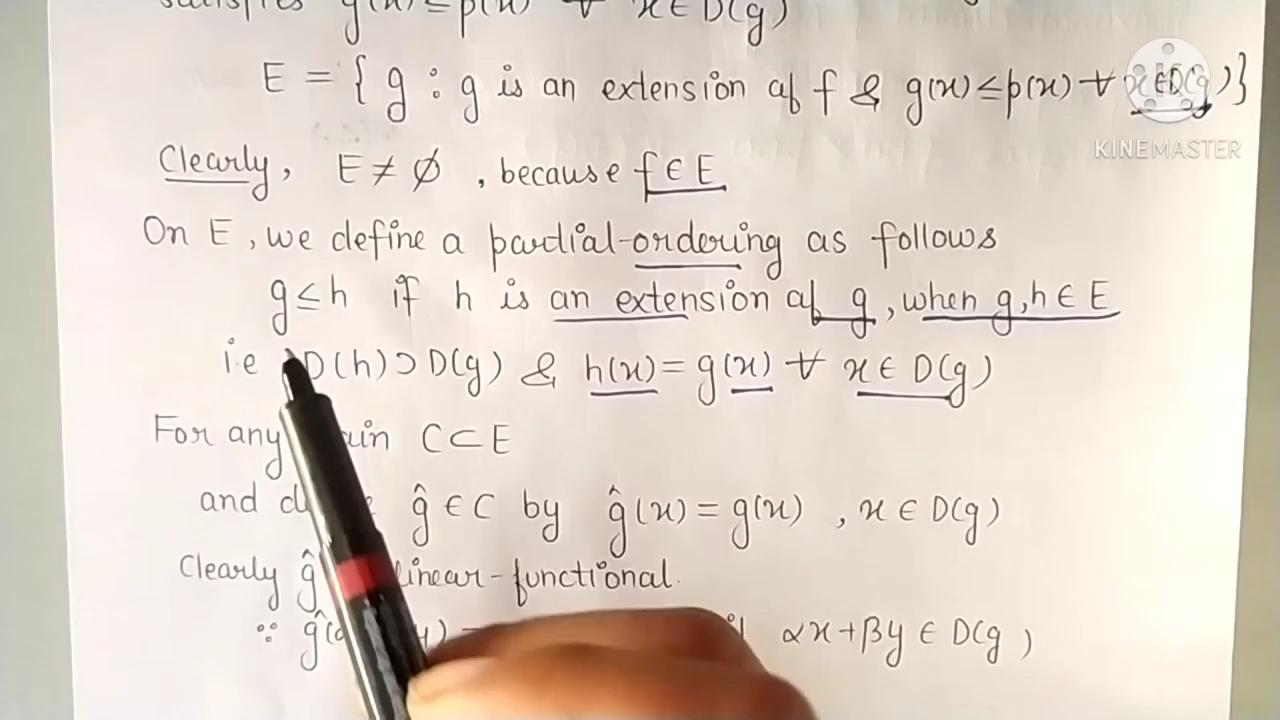 g(x) ≤ p(x) ∀ x ∈ D(g)
E = { g : g is an extension of f & g(x) ≤ p(x) ∀ x ∈ D(g) }
KINEMASTER
Clearly, E ≠ ∅ , because f ∈ E
On E, we define a partial-ordering as follows
g ≤ h if h is an extension of g, when g, h ∈ E
i.e D(h) ⊃ D(g) & h(x) = g(x) ∀ x ∈ D(g)
For any C ⊂ E
and ĝ ∈ C by ĝ(x) = g(x) , x ∈ D(g)
Clearly ĝ linear-functional.
∵ ĝ( αx + βy ∈ D(g )